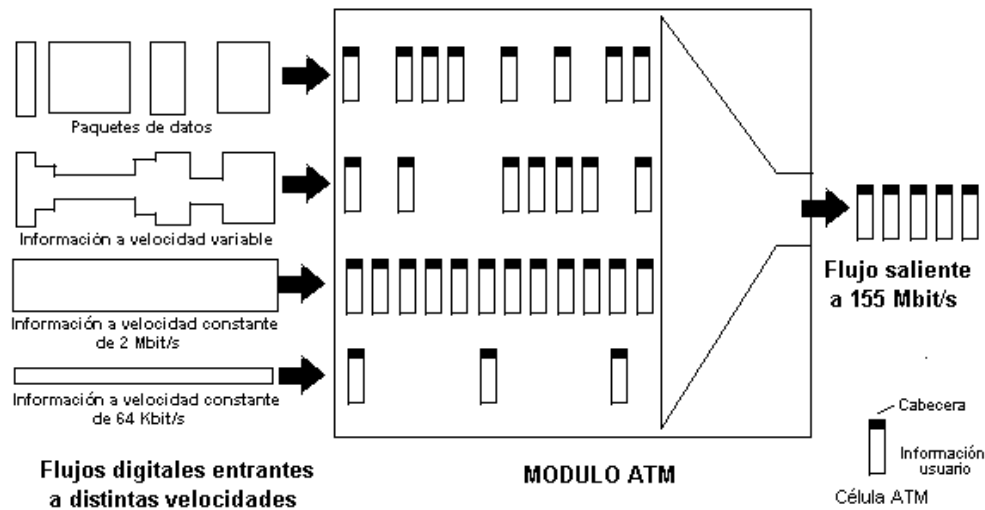 Paquetes de datos
Información a velocidad variable
Información a velocidad constante
de 2 Mbit/s
Información a velocidad constante
de 64 Kbit/s
Flujos digitales entrantes
a distintas velocidades
MODULO ATM
Flujo saliente
a 155 Mbit/s
Cabecera
Información
usuario
Célula ATM